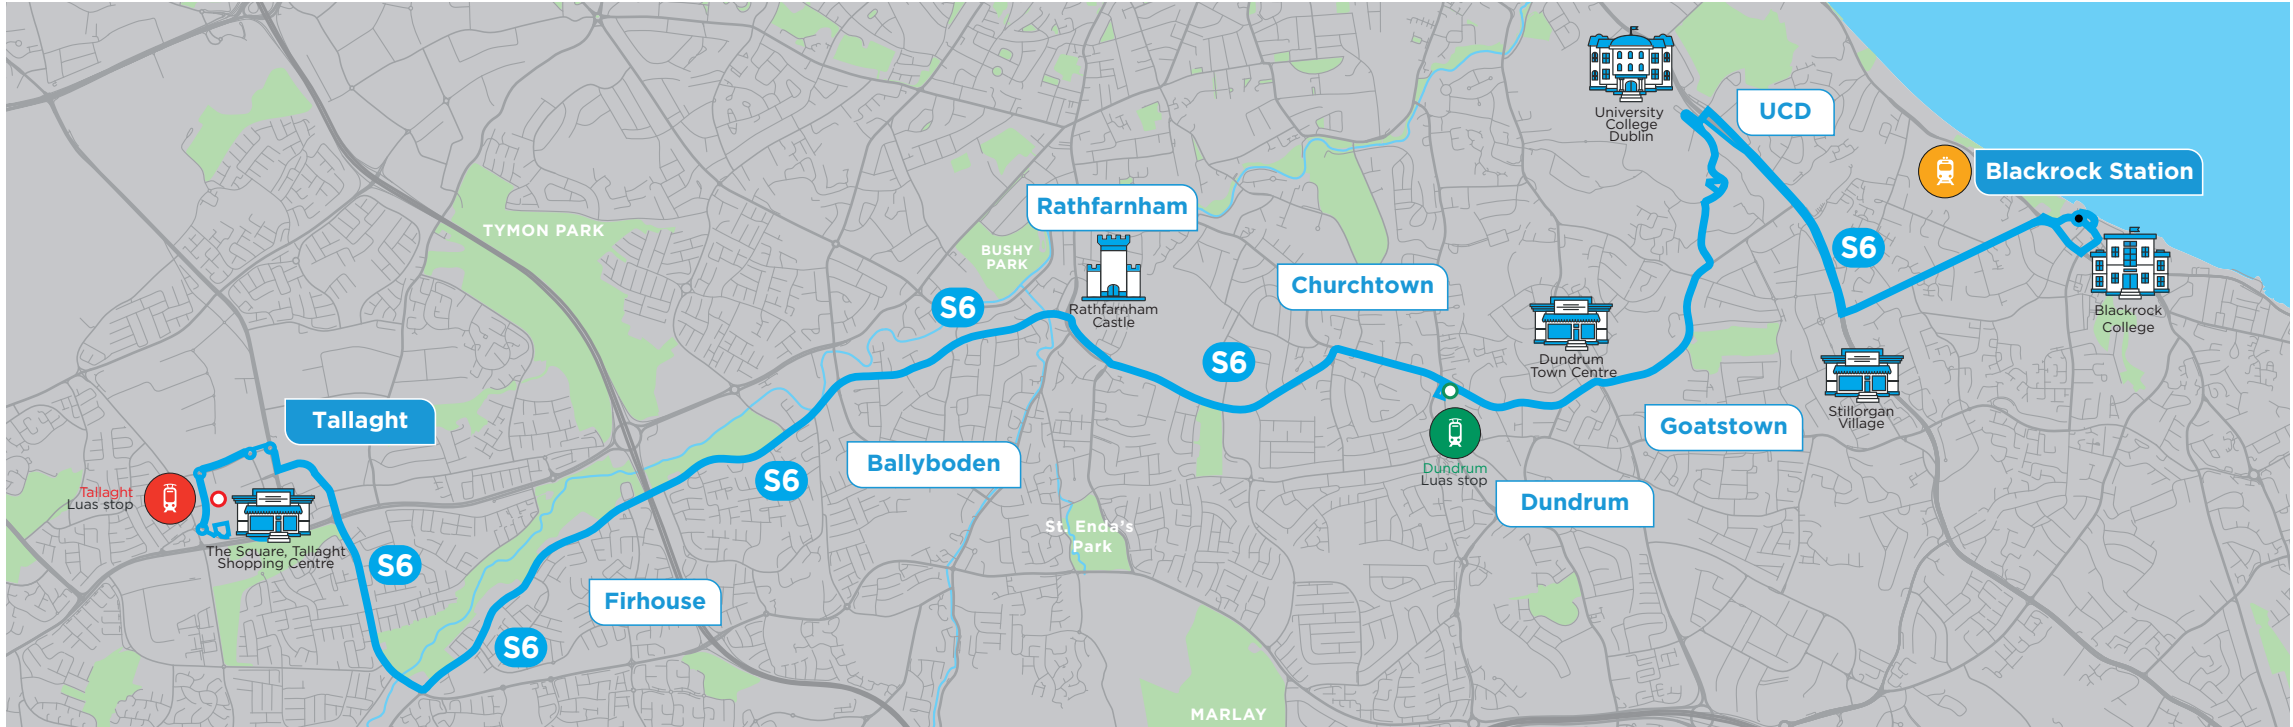 University
College
Dublin
UCD
Blackrock Station
Rathfarnham
TYMON PARK
BUSHY
PARK
S6
Churchtown
S6
Rathfarnham
Castle
Blackrock
College
S6
Dundrum
Town Centre
Stillorgan
Village
Tallaght
Goatstown
Ballyboden
Dundrum
Luas stop
S6
Tallaght
Luas stop
Dundrum
St. Enda's
Park
The Square, Tallaght
Shopping Centre
S6
Firhouse
S6
MARLAY